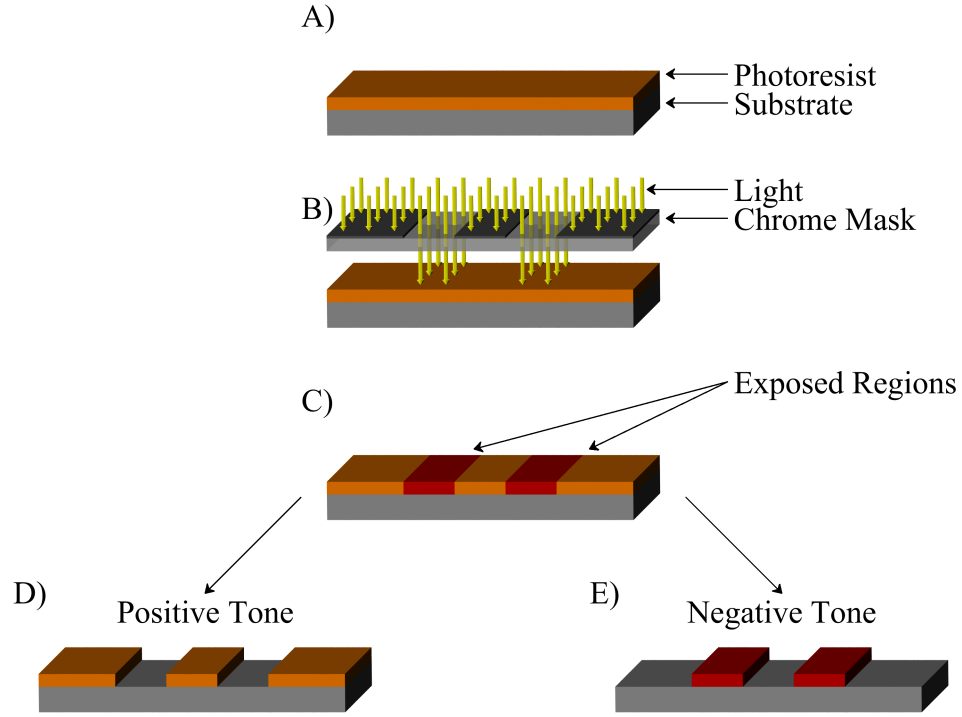 A)
Photoresist
Substrate
B)
Light
Chrome Mask
C)
Exposed Regions
D)
Positive Tone
E)
Negative Tone